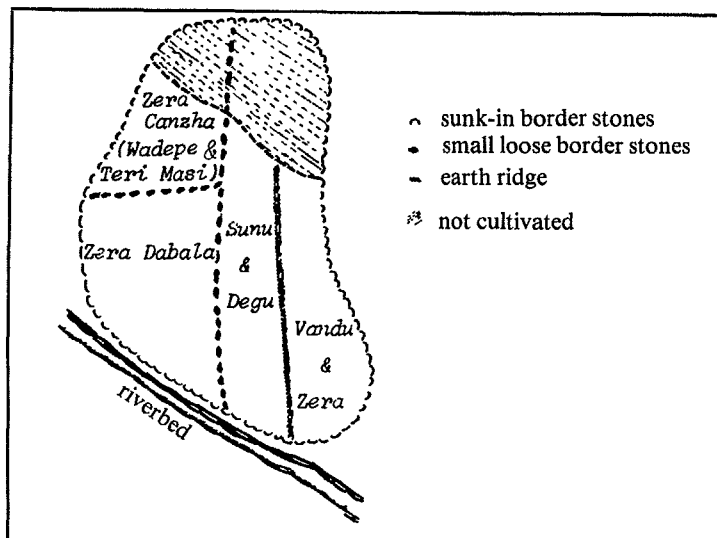 Zera
Canzha
(Wadepe &
Teri Masi)
Zera Dabala
Sunu
&
Degu
Vandu
&
Zera
riverbed
sunk-in border stones
small loose border stones
earth ridge
not cultivated